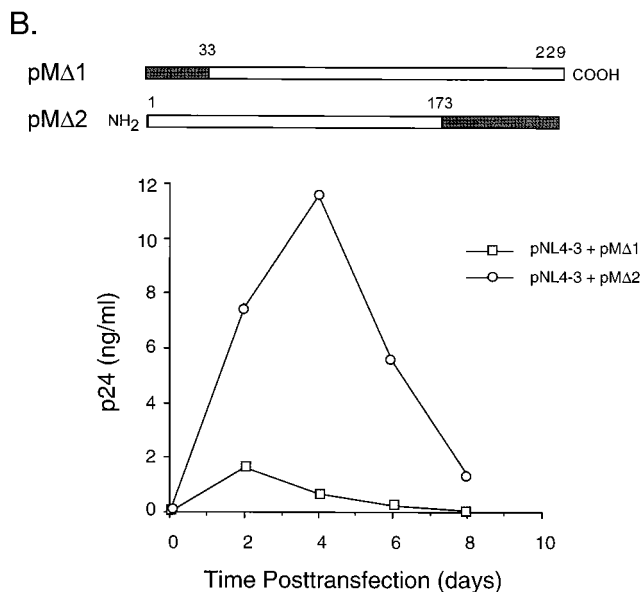 B.
33 229
pMΔ1 COOH
1 173
pMΔ2 NH2
12
10
8
6
4
2
0
p24 (ng/ml)
pNL4-3 + pMΔ1
pNL4-3 + pMΔ2
0 2 4 6 8 10
Time Posttransfection (days)